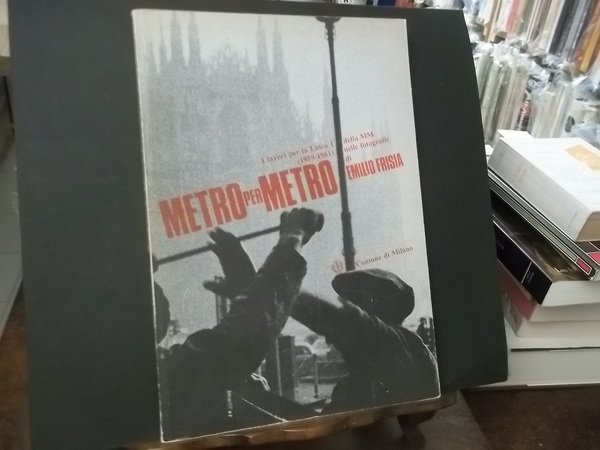 I lavori per la Linea 1 della MM
(1959-1961) nelle fotografie
di
METRO PER METRO EMILIO FRISIA
Comune di Milano